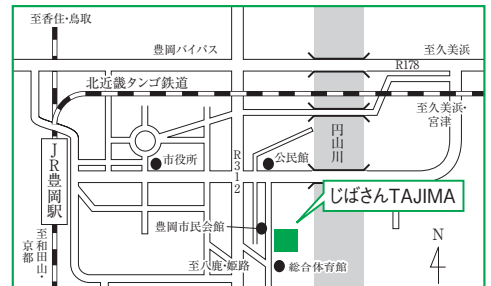 至香住・鳥取
豊岡バイパス
至久美浜
R178
北近畿タンゴ鉄道
至久美浜・
宮津
円山川
市役所
R312
公民館
JR豊岡駅
じばさんTAJIMA
豊岡市民会館
至和田山・
京都
至八鹿・姫路
総合体育館
N